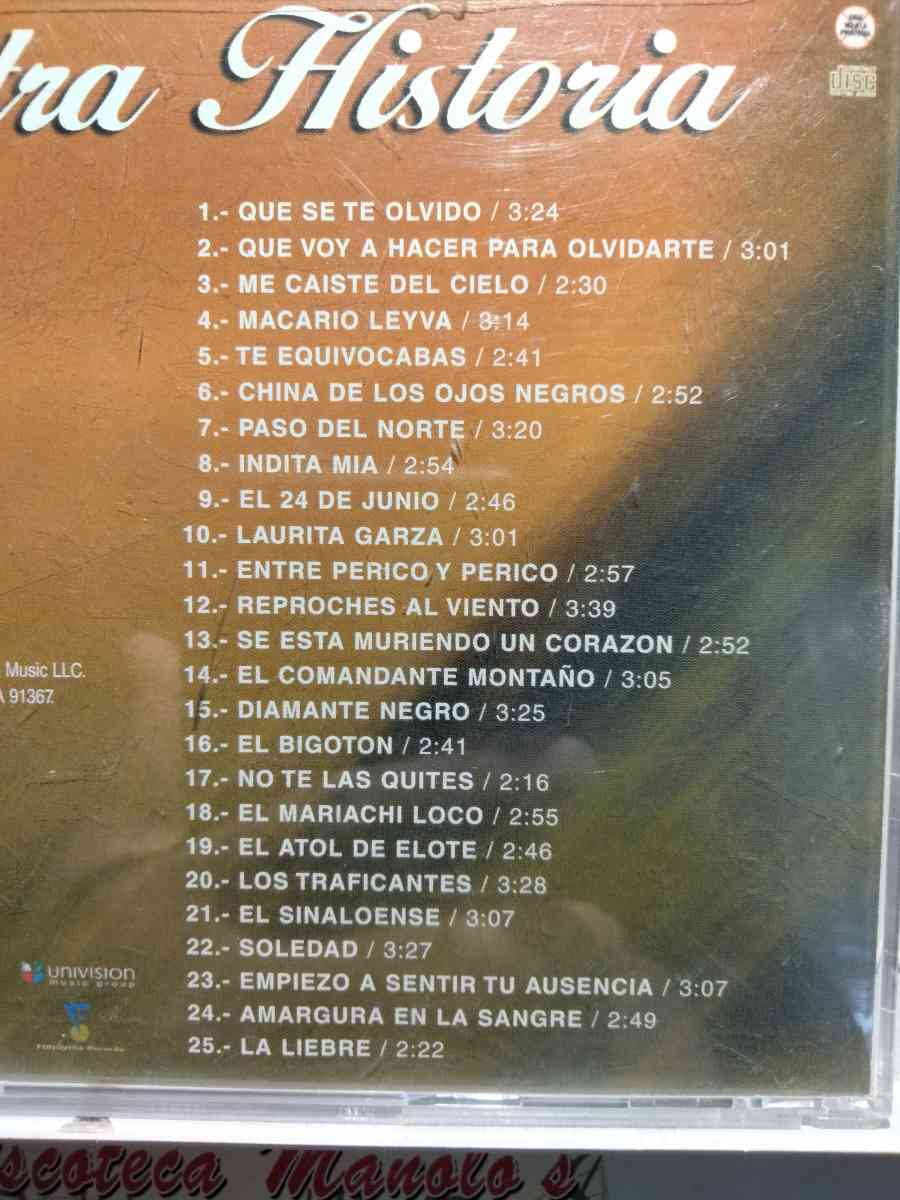 tra Historia
disc
1.- QUE SE TE OLVIDO / 3:24
2.- QUE VOY A HACER PARA OLVIDARTE / 3:01
3.- ME CAISTE DEL CIELO / 2:30
4.- MACARIO LEYVA / 3:14
5.- TE EQUIVOCABAS / 2:41
6.- CHINA DE LOS OJOS NEGROS / 2:52
7.- PASO DEL NORTE / 3:20
8.- INDITA MIA / 2:54
9.- EL 24 DE JUNIO / 2:46
10.- LAURITA GARZA / 3:01
11.- ENTRE PERICO Y PERICO / 2:57
12.- REPROCHES AL VIENTO / 3:39
13.- SE ESTA MURIENDO UN CORAZON / 2:52
14.- EL COMANDANTE MONTAÑO / 3:05
15.- DIAMANTE NEGRO / 3:25
16.- EL BIGOTON / 2:41
17.- NO TE LAS QUITES / 2:16
18.- EL MARIACHI LOCO / 2:55
19.- EL ATOL DE ELOTE / 2:46
20.- LOS TRAFICANTES / 3:28
21.- EL SINALOENSE / 3:07
22.- SOLEDAD / 3:27
23.- EMPIEZO A SENTIR TU AUSENCIA / 3:07
24.- AMARGURA EN LA SANGRE / 2:49
25.- LA LIEBRE / 2:22
Music LLC.
A 91367.
UNIVISION
music group
scoteca Manolo's